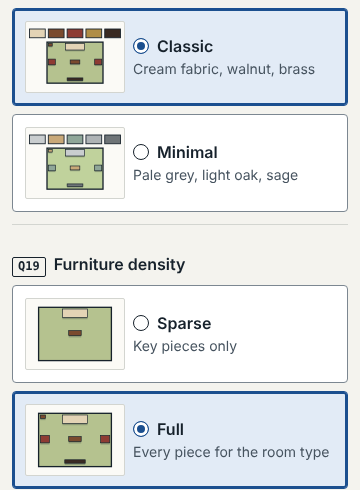 Classic
Cream fabric, walnut, brass
Minimal
Pale grey, light oak, sage
Q19 Furniture density
Sparse
Key pieces only
Full
Every piece for the room type